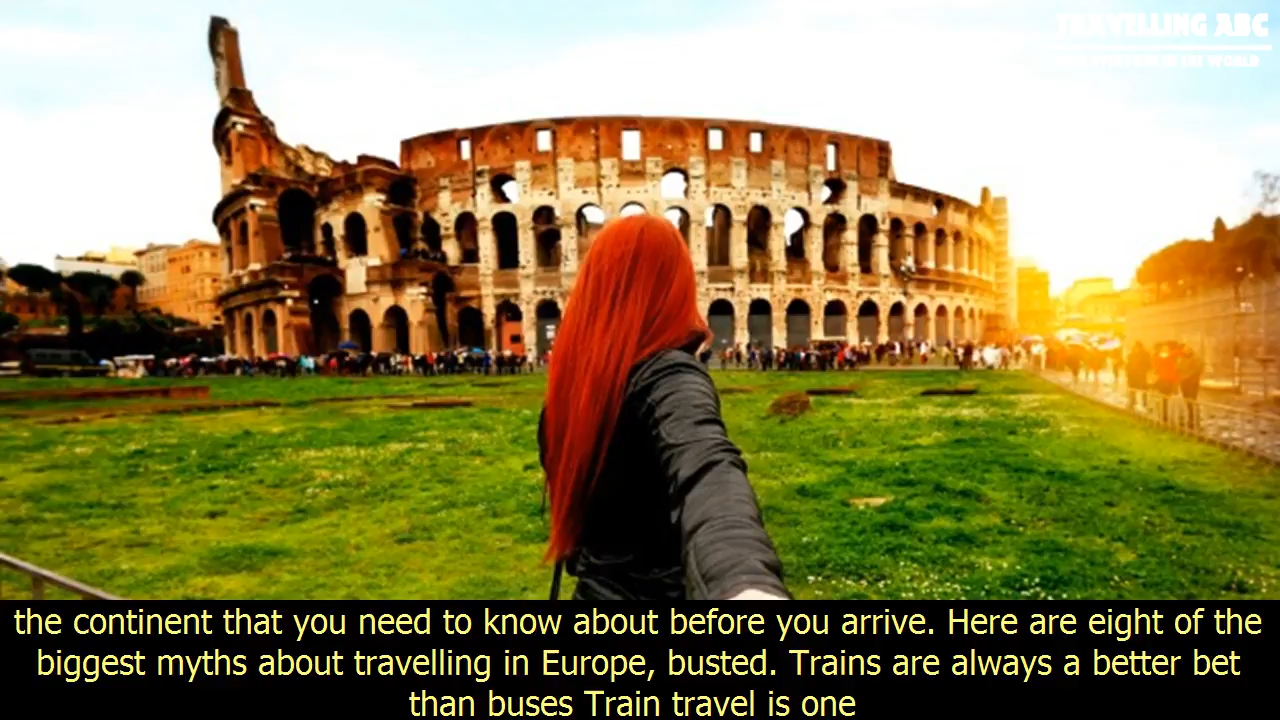 TRAVELLING ABC
the continent that you need to know about before you arrive. Here are eight of the
biggest myths about travelling in Europe, busted. Trains are always a better bet
than buses Train travel is one